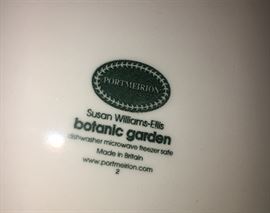 PORTMEIRION
Susan Williams-Ellis
botanic garden
dishwasher microwave freezer safe
Made in Britain
www.portmeirion.com
2